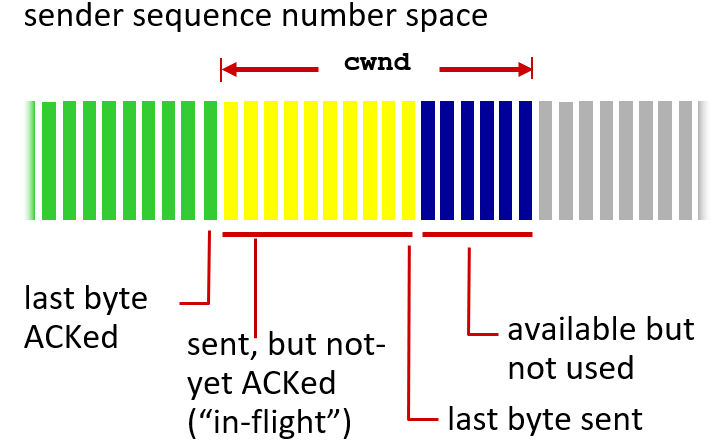 sender sequence number space
cwnd
last byte
ACKed
sent, but not-
yet ACKed
(“in-flight”)
available but
not used
last byte sent